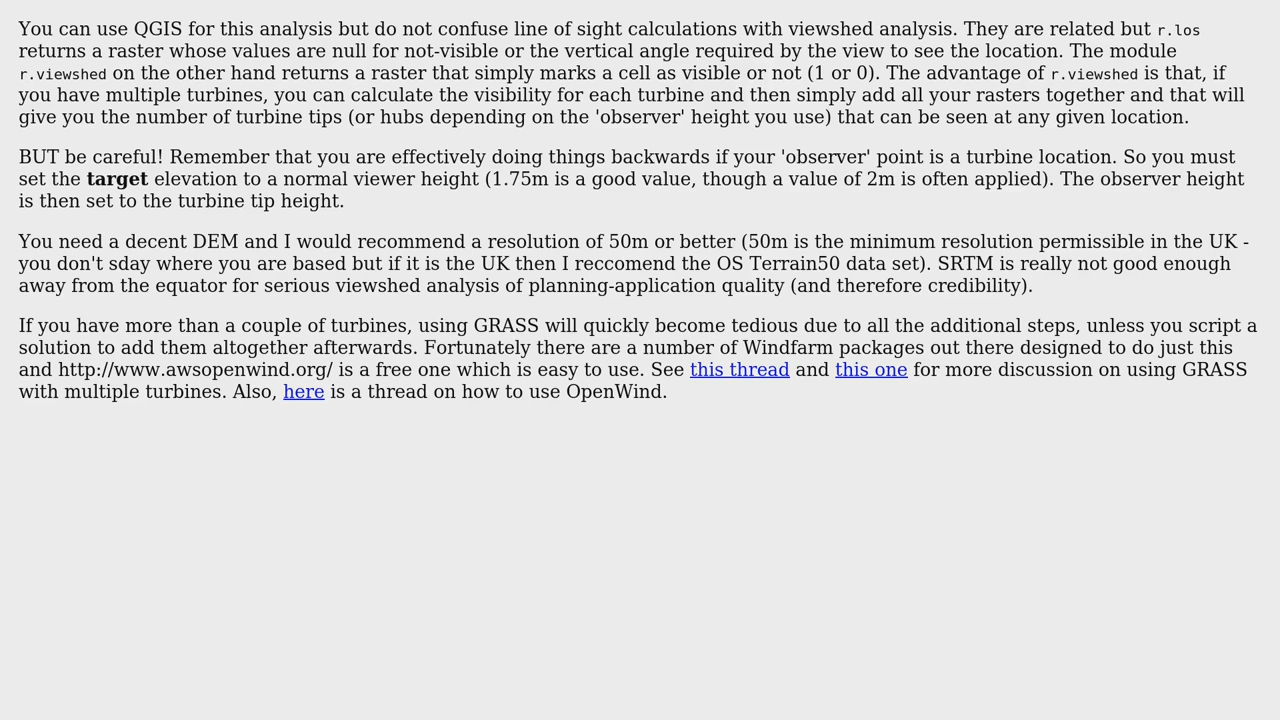 You can use QGIS for this analysis but do not confuse line of sight calculations with viewshed analysis. They are related but r.los
returns a raster whose values are null for not-visible or the vertical angle required by the view to see the location. The module
r.viewshed on the other hand returns a raster that simply marks a cell as visible or not (1 or 0). The advantage of r.viewshed is that, if
you have multiple turbines, you can calculate the visibility for each turbine and then simply add all your rasters together and that will
give you the number of turbine tips (or hubs depending on the 'observer' height you use) that can be seen at any given location.
BUT be careful! Remember that you are effectively doing things backwards if your 'observer' point is a turbine location. So you must
set the target elevation to a normal viewer height (1.75m is a good value, though a value of 2m is often applied). The observer height
is then set to the turbine tip height.
You need a decent DEM and I would recommend a resolution of 50m or better (50m is the minimum resolution permissible in the UK -
you don't sday where you are based but if it is the UK then I reccomend the OS Terrain50 data set). SRTM is really not good enough
away from the equator for serious viewshed analysis of planning-application quality (and therefore credibility).
If you have more than a couple of turbines, using GRASS will quickly become tedious due to all the additional steps, unless you script a
solution to add them altogether afterwards. Fortunately there are a number of Windfarm packages out there designed to do just this
and http://www.awsopenwind.org/ is a free one which is easy to use. See this thread and this one for more discussion on using GRASS
with multiple turbines. Also, here is a thread on how to use OpenWind.